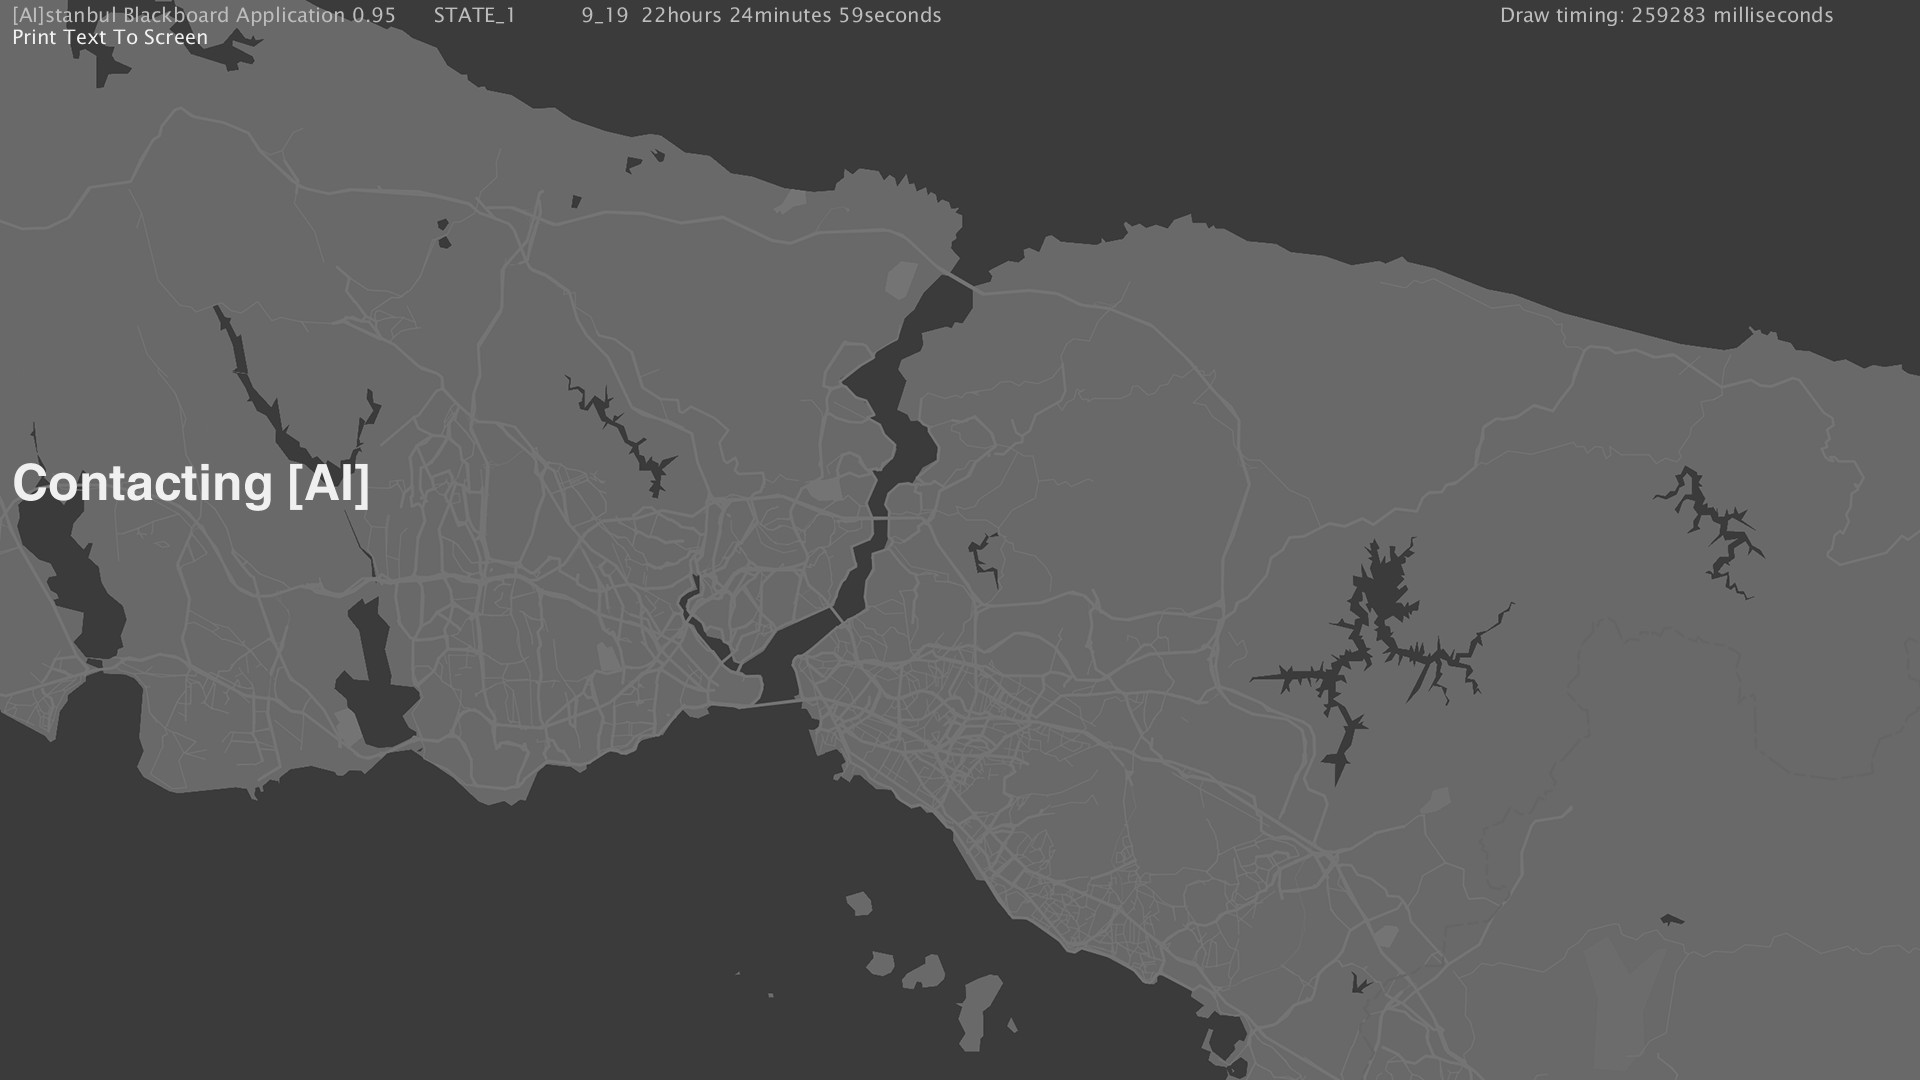 [AI]stanbul Blackboard Application 0.95 STATE_1 9_19 22hours 24minutes 59seconds Draw timing: 259283 milliseconds
Print Text To Screen
Contacting [AI]